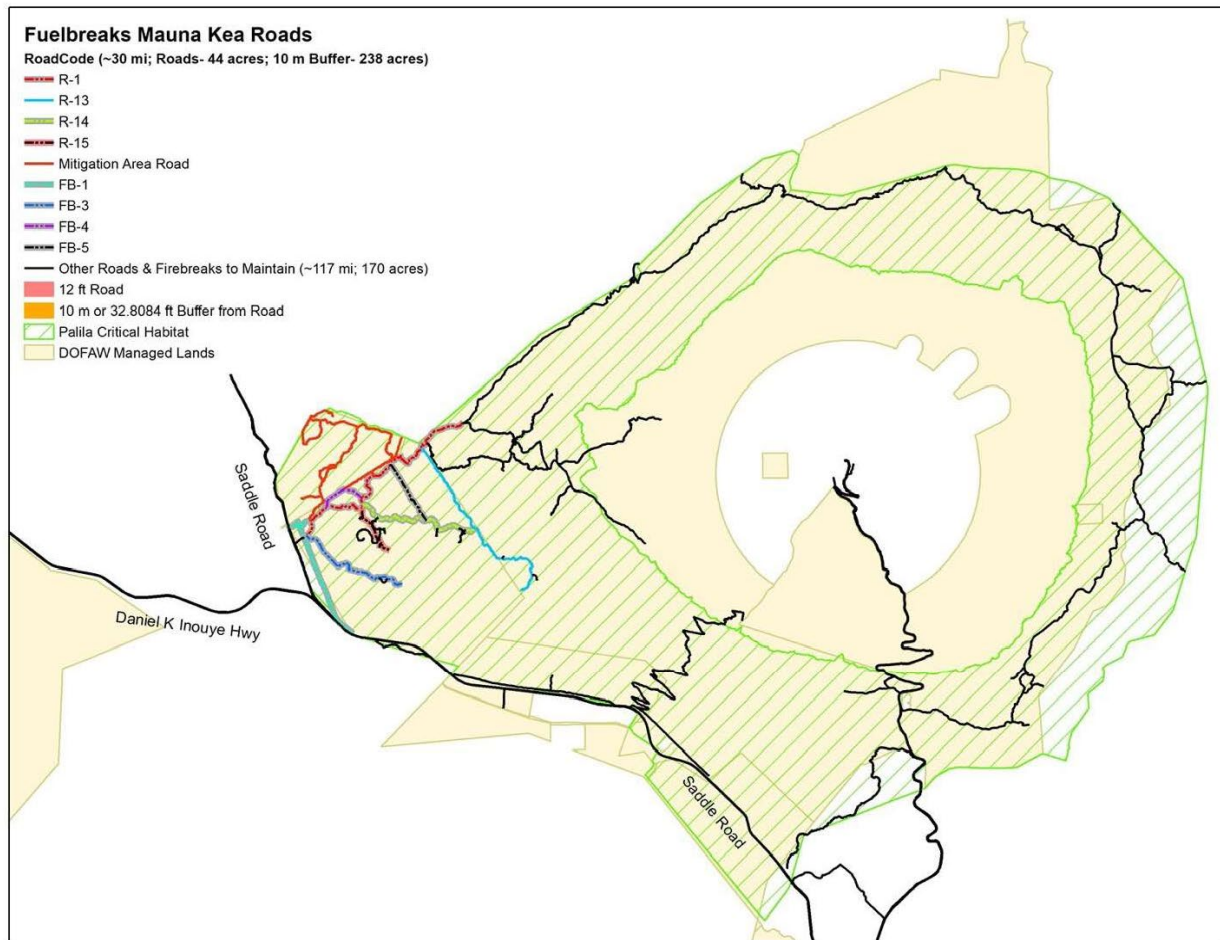 Fuelbreaks Mauna Kea Roads
RoadCode (~30 mi; Roads- 44 acres; 10 m Buffer- 238 acres)
R-1
R-13
R-14
R-15
Mitigation Area Road
FB-1
FB-3
FB-4
FB-5
Other Roads & Firebreaks to Maintain (~117 mi; 170 acres)
12 ft Road
10 m or 32.8084 ft Buffer from Road
Palila Critical Habitat
DOFAW Managed Lands
Saddle Road
Daniel K Inouye Hwy
Saddle Road